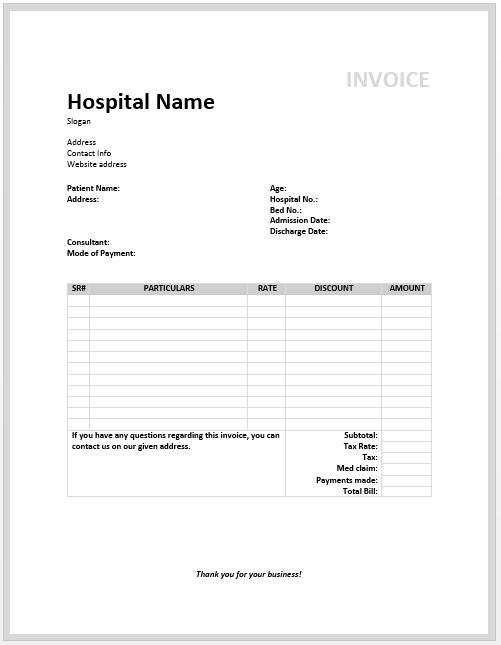 INVOICE
Hospital Name
Slogan
Address
Contact Info
Website address
Patient Name:
Age:
Address:
Hospital No.:
Bed No.:
Admission Date:
Discharge Date:
Consultant:
Mode of Payment:
SR# PARTICULARS RATE DISCOUNT AMOUNT
If you have any questions regarding this invoice, you can
contact us on our given address.
Subtotal:
Tax Rate:
Tax:
Med claim:
Payments made:
Total Bill:
Thank you for your business!